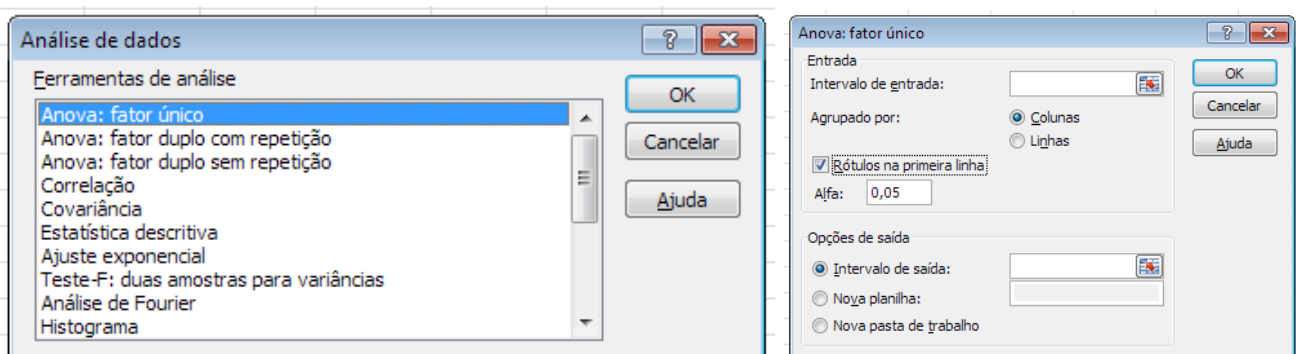 Análise de dados
Ferramentas de análise
Anova: fator único
Anova: fator duplo com repetição
Anova: fator duplo sem repetição
Correlação
Covariância
Estatística descritiva
Ajuste exponencial
Teste-F: duas amostras para variâncias
Análise de Fourier
Histograma
OK
Cancelar
Ajuda
Anova: fator único
Entrada
Intervalo de entrada:
Agrupado por:
Colunas
Linhas
Rótulos na primeira linha
Alfa: 0,05
OK
Cancelar
Ajuda
Opções de saída
Intervalo de saída:
Nova planilha:
Nova pasta de trabalho